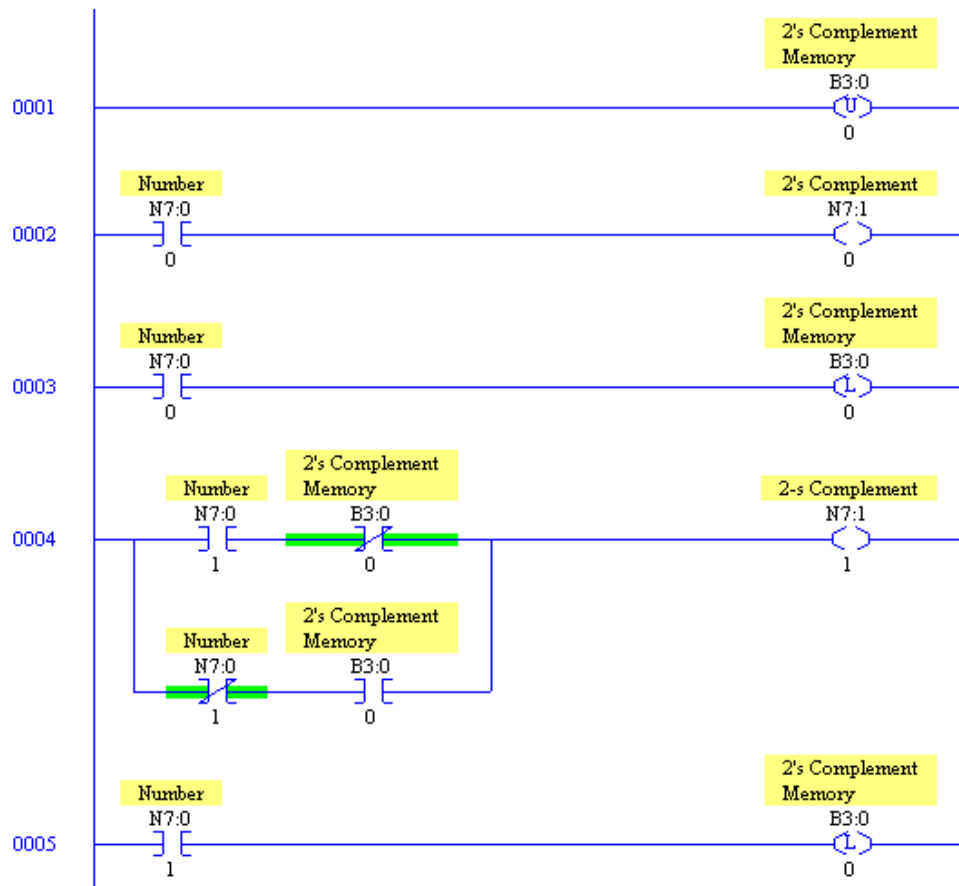 2's Complement
Memory
B3:0
0001
U
0
Number
2's Complement
N7:0
N7:1
0002
0
0
2's Complement
Number
Memory
N7:0
B3:0
0003
L
0
0
2's Complement
Number
Memory
2-s Complement
N7:0
B3:0
N7:1
0004
1
0
1
2's Complement
Number
Memory
N7:0
B3:0
1
0
2's Complement
Number
Memory
N7:0
B3:0
0005
L
1
0